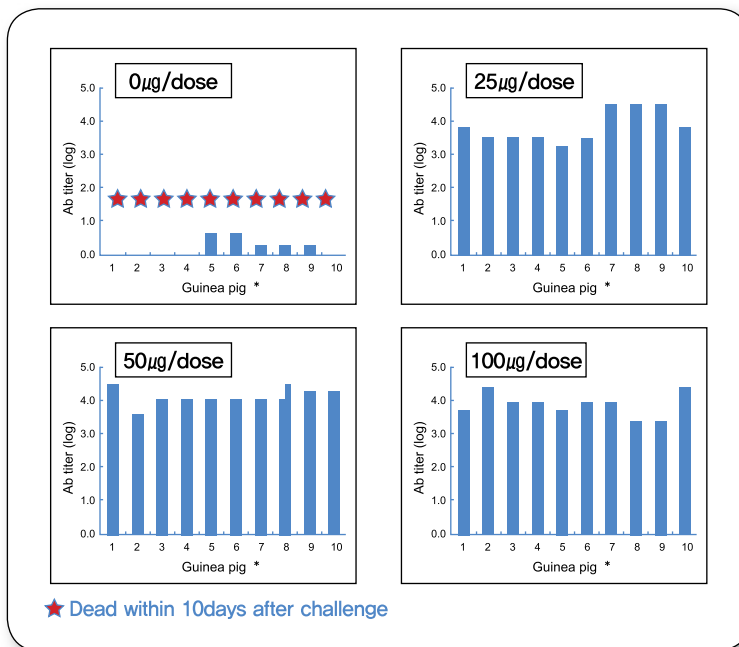 0μg/dose
5.0
4.0
3.0
2.0
1.0
0.0
Ab titer (log)
1 2 3 4 5 6 7 8 9 10
Guinea pig *
25μg/dose
5.0
4.0
3.0
2.0
1.0
0.0
Ab titer (log)
1 2 3 4 5 6 7 8 9 10
Guinea pig *
50μg/dose
5.0
4.0
3.0
2.0
1.0
0.0
Ab titer (log)
1 2 3 4 5 6 7 8 9 10
Guinea pig *
100μg/dose
5.0
4.0
3.0
2.0
1.0
0.0
Ab titer (log)
1 2 3 4 5 6 7 8 9 10
Guinea pig *
Dead within 10days after challenge